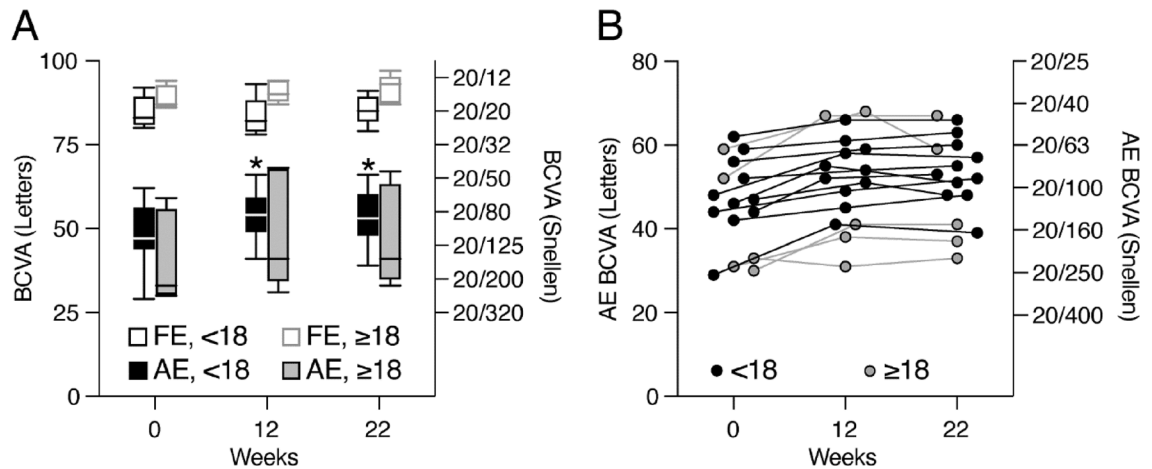 A
BCVA (Letters)
100
75
50
25
0
*
*
20/12
20/20
20/32
20/50
20/80
20/125
20/200
20/320
BCVA (Snellen)
FE, <18
FE, ≥18
AE, <18
AE, ≥18
0
12
22
Weeks
B
AE BCVA (Letters)
80
60
40
20
0
20/25
20/40
20/63
20/100
20/160
20/250
20/400
AE BCVA (Snellen)
<18
≥18
0
12
22
Weeks